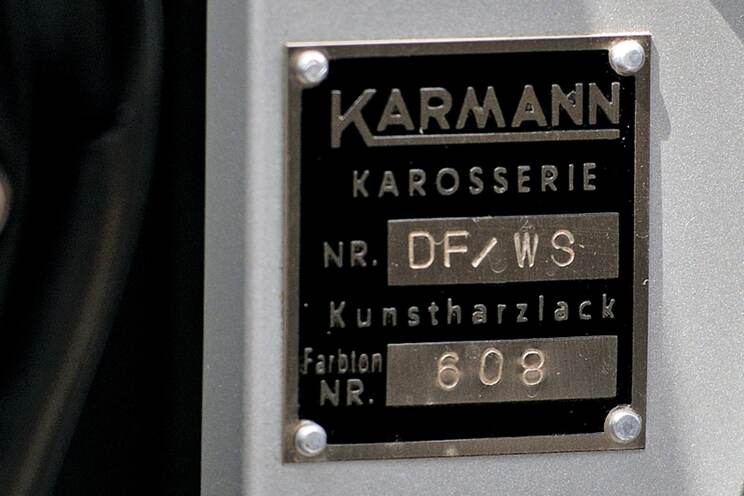 KARMANN
KAROSSERIE
NR. DF/WS
Kunstharzlack
Farbton
NR. 608